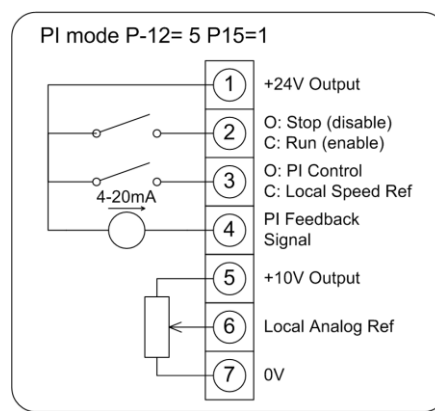 PI mode P-12= 5 P15=1
1 +24V Output
2 O: Stop (disable)
C: Run (enable)
3 O: PI Control
C: Local Speed Ref
4-20mA
4 PI Feedback
Signal
5 +10V Output
6 Local Analog Ref
7 0V